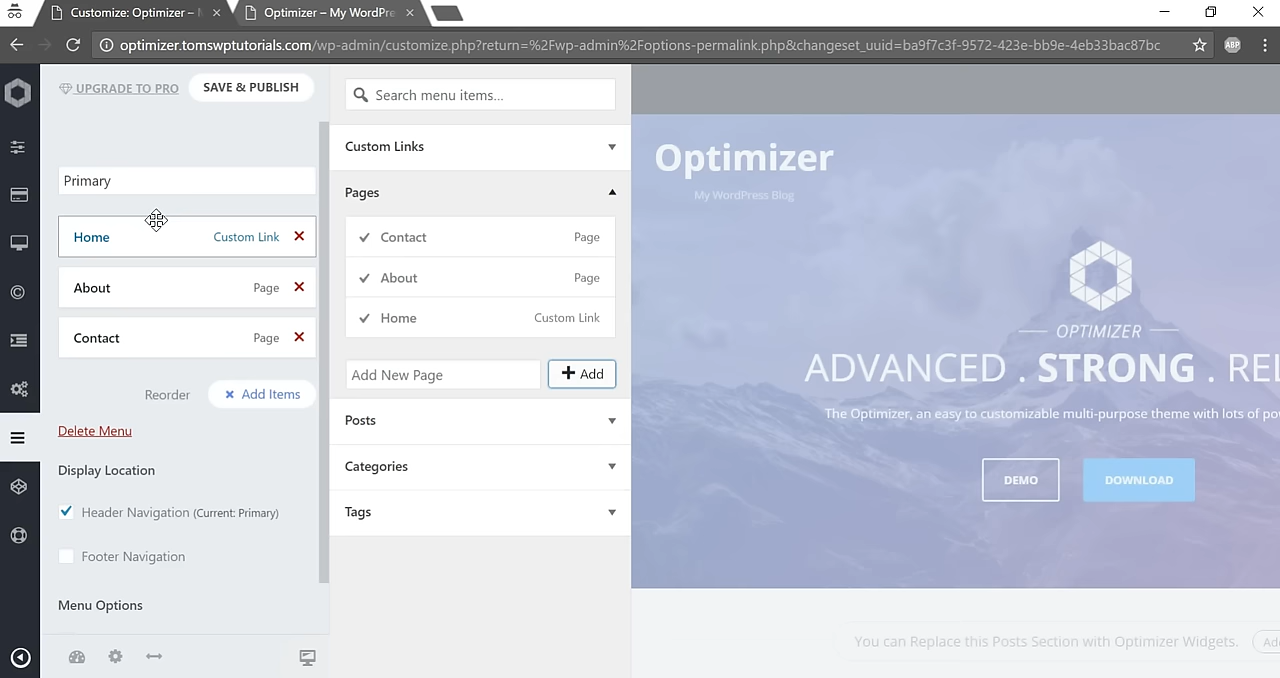 Customize: Optimizer –
Optimizer – My WordPre
optimizer.tomswptutorials.com/wp-admin/customize.php?return=%2Fwp-admin%2Foptions-permalink.php&changeset_uuid=ba9f7c3f-9572-423e-bb9e-4eb33bac87bc
ABP
UPGRADE TO PRO
SAVE & PUBLISH
Primary
Home Custom Link
About Page
Contact Page
Reorder
Add Items
Delete Menu
Display Location
Header Navigation (Current: Primary)
Footer Navigation
Menu Options
Search menu items...
Custom Links
Pages
Contact Page
About Page
Home Custom Link
Add New Page
Add
Posts
Categories
Tags
Optimizer
My WordPress Blog
OPTIMIZER
ADVANCED . STRONG . REL
The Optimizer, an easy to customizable multi-purpose theme with lots of po
DEMO
DOWNLOAD
You can Replace this Posts Section with Optimizer Widgets.
Ad